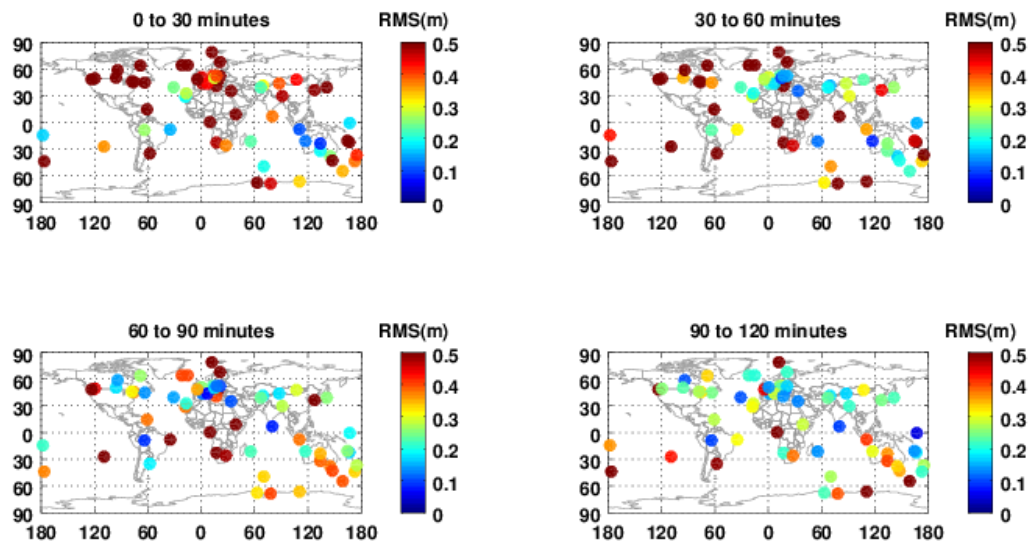 0 to 30 minutes RMS(m) 30 to 60 minutes RMS(m)
90 0.5 90 0.5
60 0.4 60 0.4
30 0.3 30 0.3
0 0
30 0.2 30 0.2
60 0.1 60 0.1
90 0 90 0
180 120 60 0 60 120 180 180 120 60 0 60 120 180
60 to 90 minutes RMS(m) 90 to 120 minutes RMS(m)
90 0.5 90 0.5
60 0.4 60 0.4
30 0.3 30 0.3
0 0
30 0.2 30 0.2
60 0.1 60 0.1
90 0 90 0
180 120 60 0 60 120 180 180 120 60 0 60 120 180